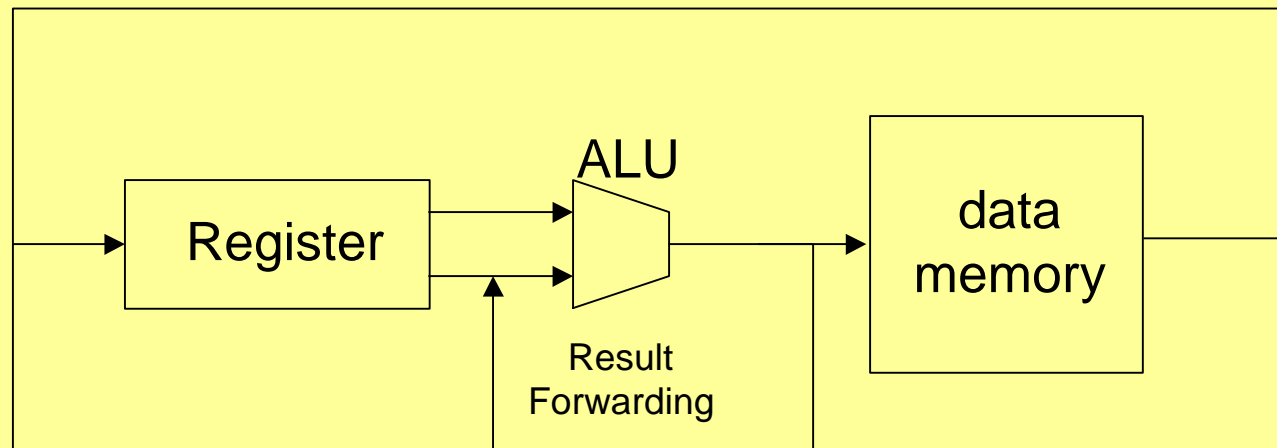 ALU
Register
data
memory
Result
Forwarding